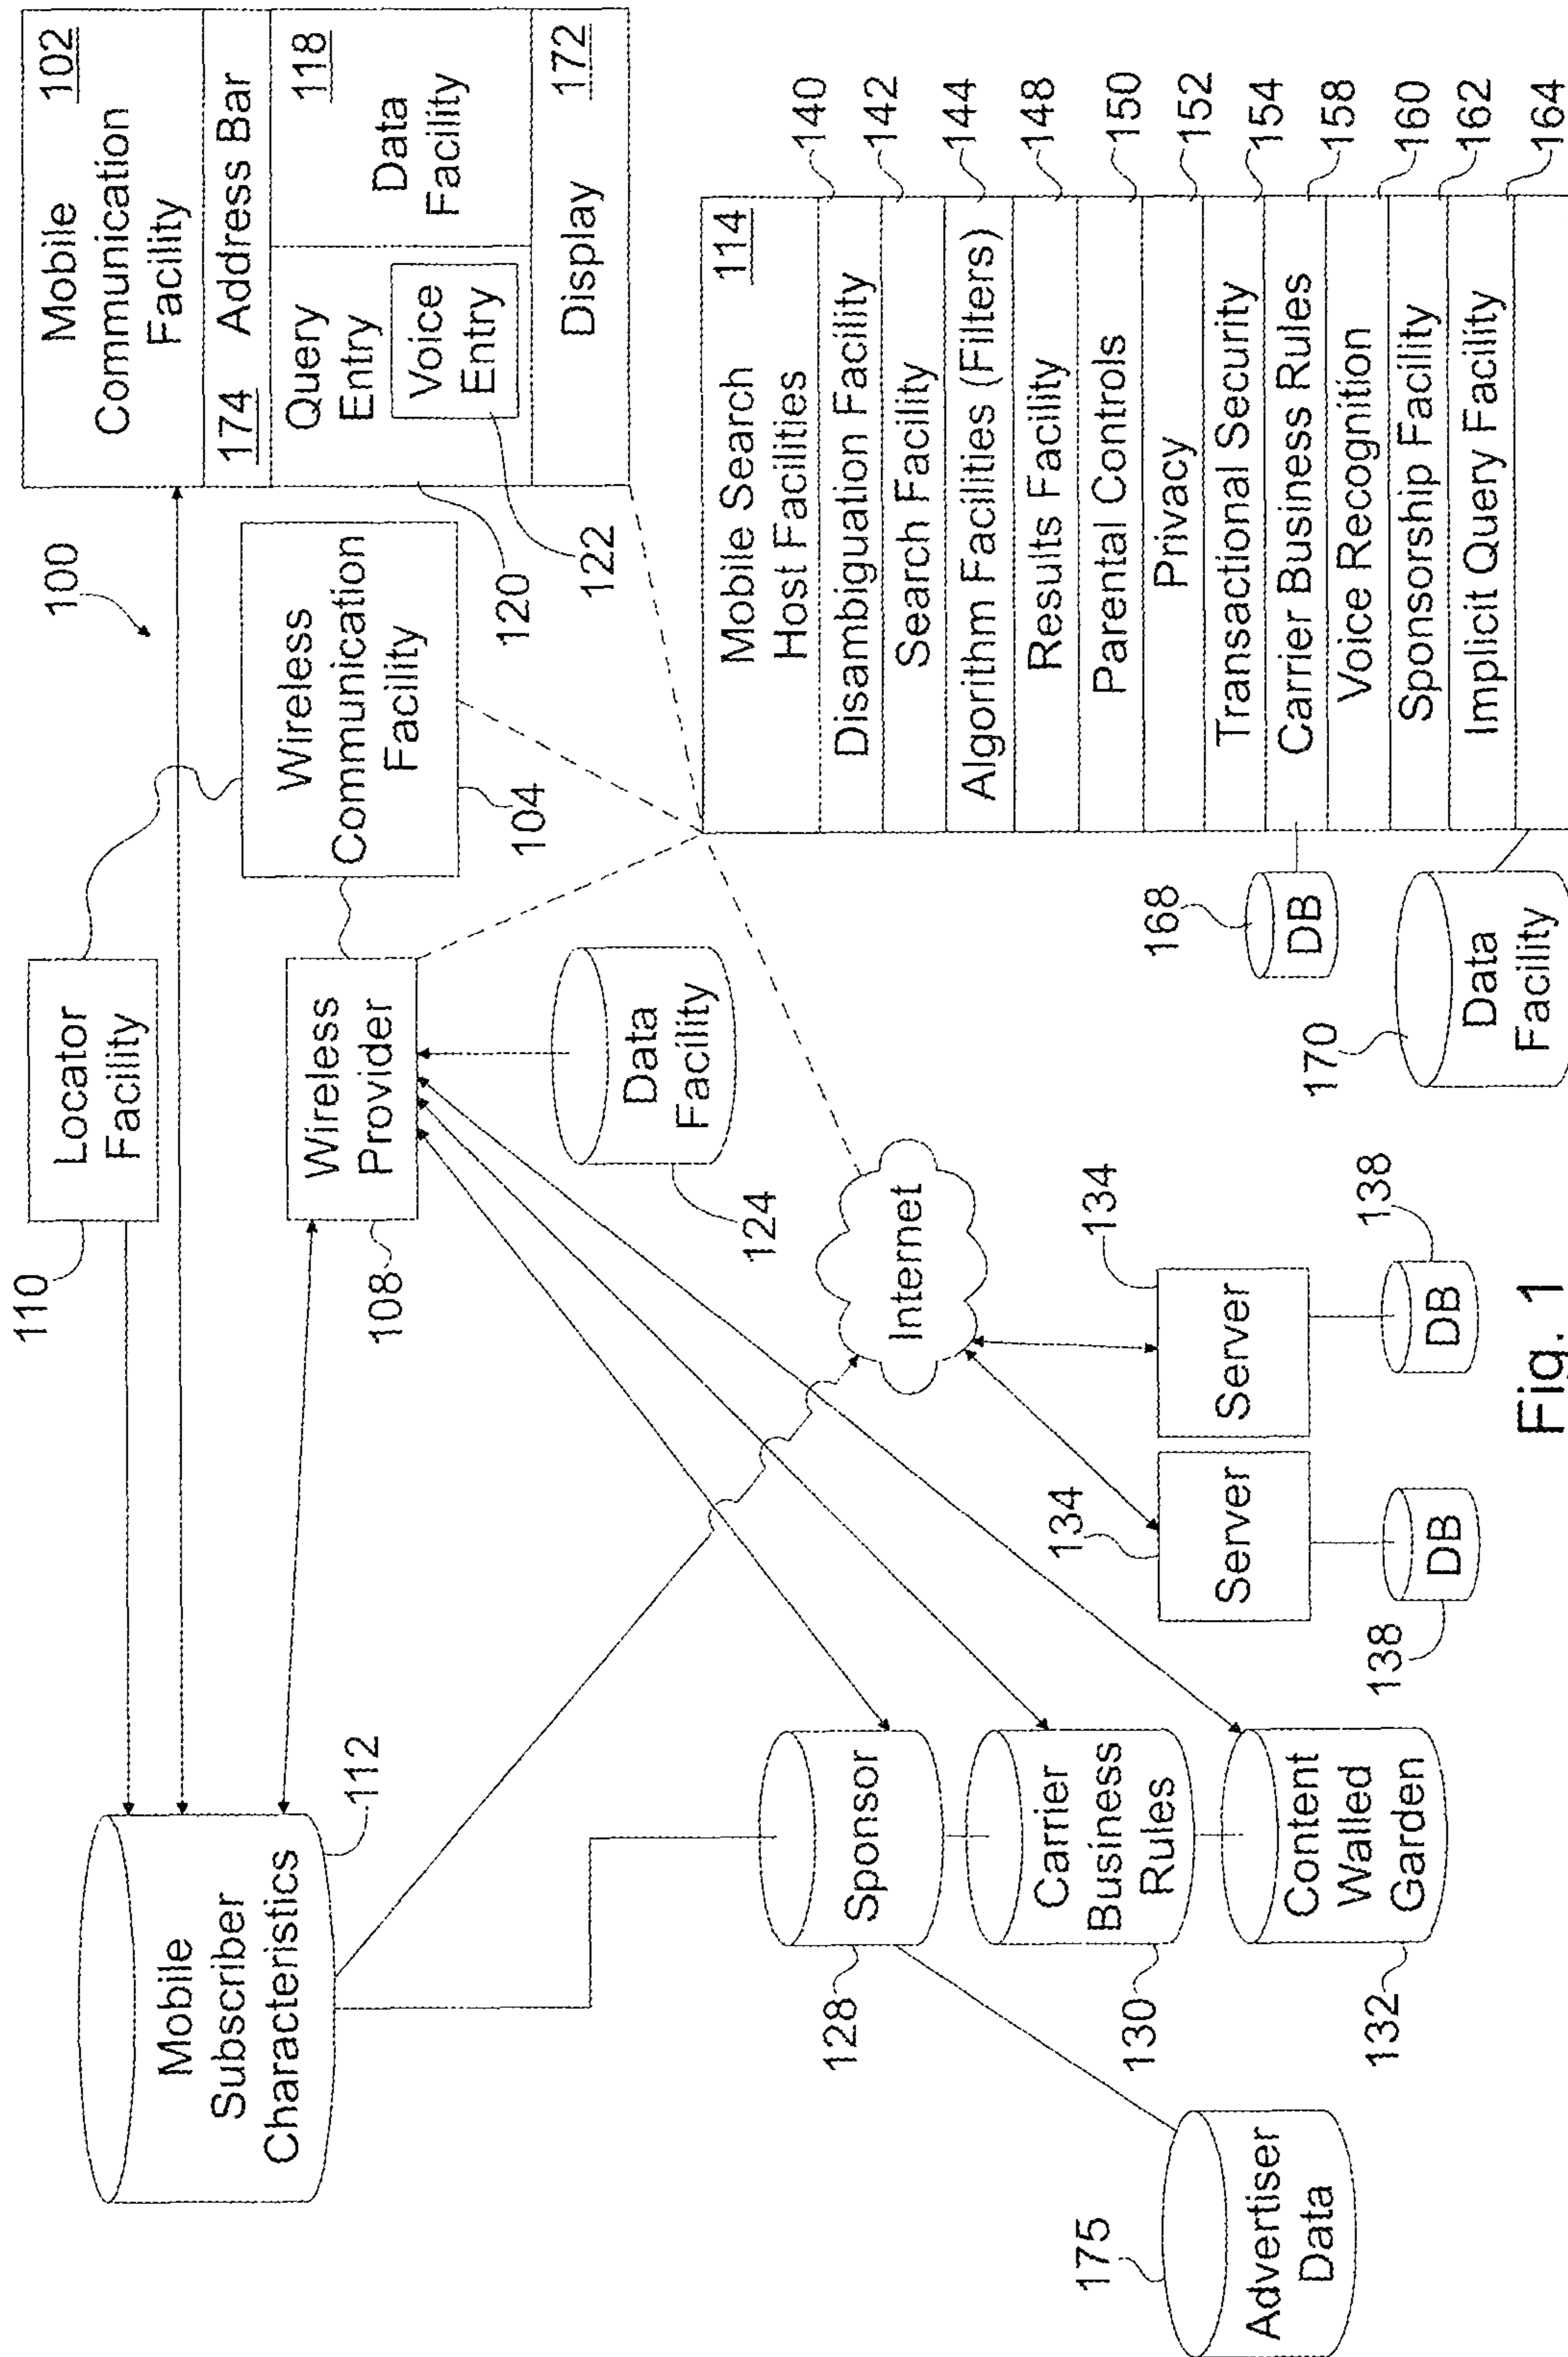 100
110
Locator
Facility
Mobile
Subscriber
Characteristics
112
Wireless
Provider
108
Wireless
Communication
Facility
104
Mobile
Communication
Facility
102
174
Address Bar
Query
Entry
Voice
Entry
118
Data
Facility
Display
172
120
122
Data
Facility
124
Internet
Sponsor
128
Carrier
Business
Rules
130
Content
Walled
Garden
132
175
Advertiser
Data
134
Server
134
Server
DB
138
DB
138
Mobile Search
Host Facilities
114
Disambiguation Facility
140
Search Facility
142
Algorithm Facilities (Filters)
144
Results Facility
148
Parental Controls
150
Privacy
152
Transactional Security
154
Carrier Business Rules
158
Voice Recognition
160
Sponsorship Facility
162
Implicit Query Facility
164
168
DB
170
Data
Facility
Fig. 1